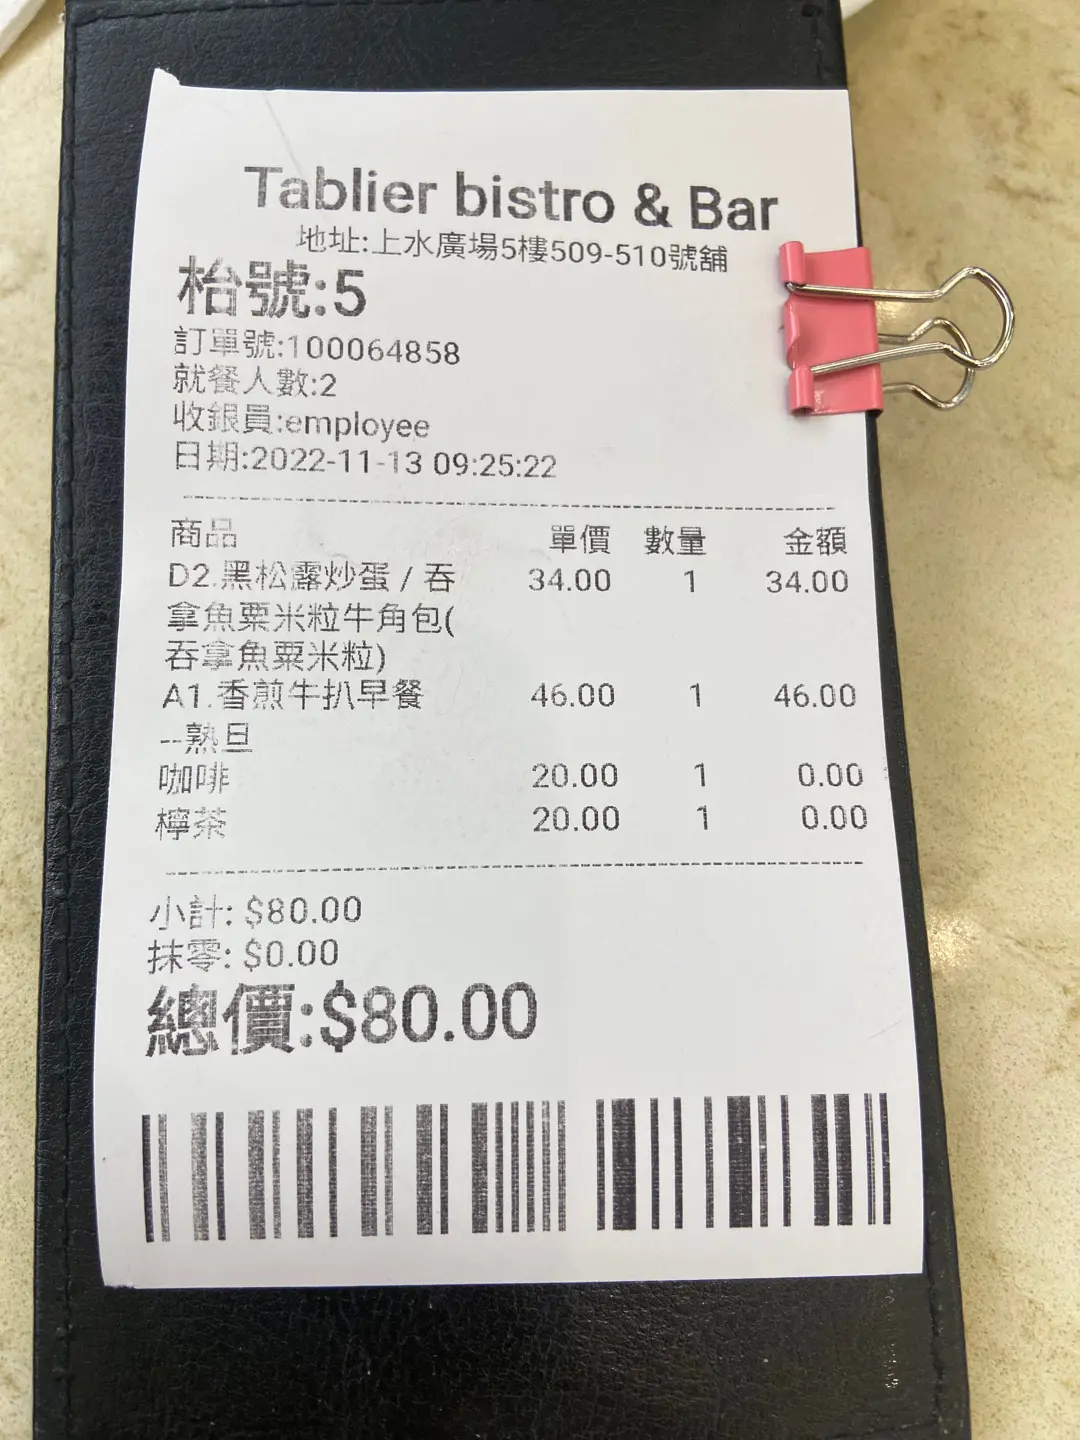 Tablier bistro & Bar
地址:上水廣場5樓509-510號舖
枱號:5
訂單號:100064858
就餐人數:2
收銀員:employee
日期:2022-11-13 09:25:22
商品 單價 數量 金額
D2.黑松露炒蛋 / 吞 34.00 1 34.00
拿魚粟米粒牛角包(
吞拿魚粟米粒)
A1.香煎牛扒早餐 46.00 1 46.00
--熟旦
咖啡 20.00 1 0.00
檸茶 20.00 1 0.00
小計: $80.00
抹零: $0.00
總價:$80.00